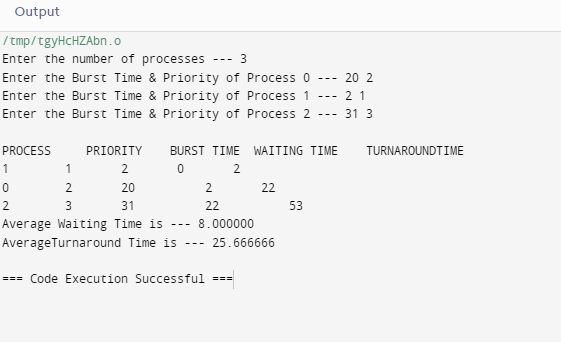 Output
/tmp/tgyHcHZAbn.o
Enter the number of processes --- 3
Enter the Burst Time & Priority of Process 0 --- 20 2
Enter the Burst Time & Priority of Process 1 --- 2 1
Enter the Burst Time & Priority of Process 2 --- 31 3
PROCESS PRIORITY BURST TIME WAITING TIME TURNAROUNDTIME
1 1 2 0 2
0 2 20 2 22
2 3 31 22 53
Average Waiting Time is --- 8.000000
AverageTurnaround Time is --- 25.666666
=== Code Execution Successful ===